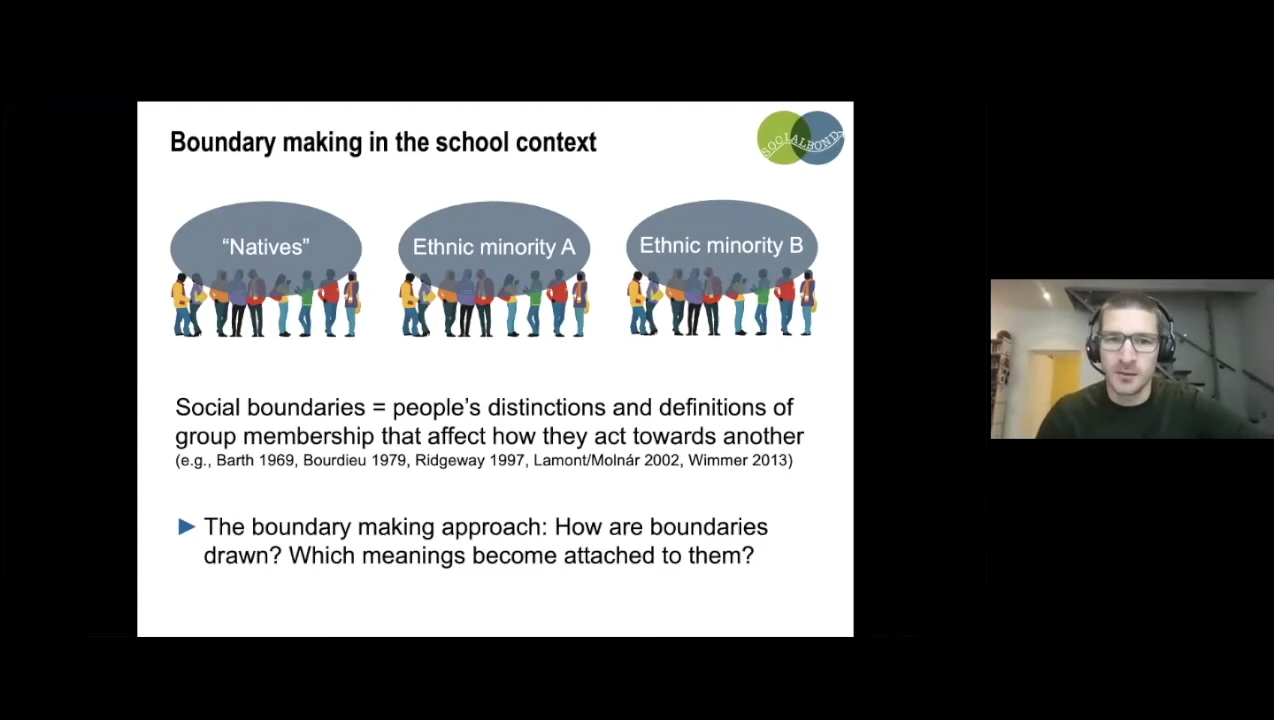 Boundary making in the school context
SOCIALBOND
“Natives”
Ethnic minority A
Ethnic minority B
Social boundaries = people’s distinctions and definitions of
group membership that affect how they act towards another
(e.g., Barth 1969, Bourdieu 1979, Ridgeway 1997, Lamont/Molnár 2002, Wimmer 2013)
► The boundary making approach: How are boundaries
drawn? Which meanings become attached to them?